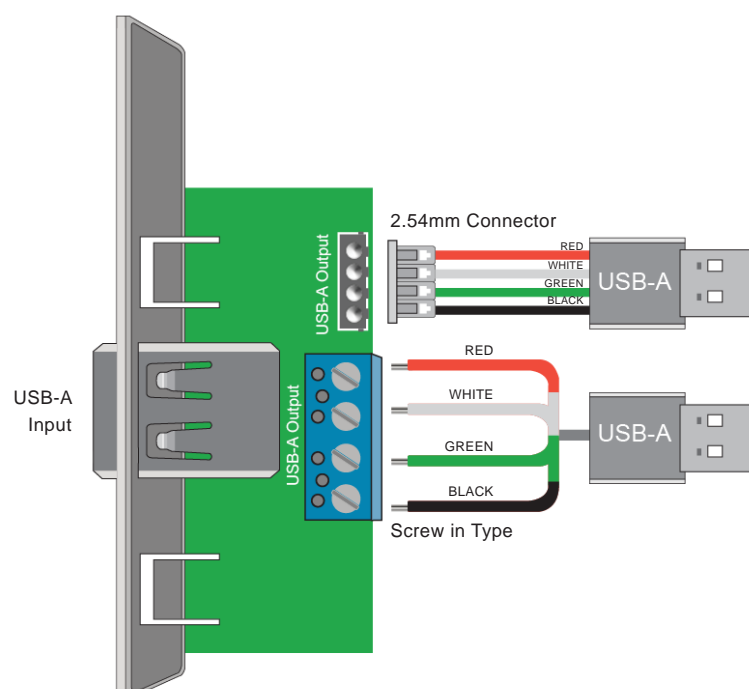 2.54mm Connector
USB-A Output
RED
WHITE
GREEN
BLACK
USB-A
USB-A
Input
USB-A Output
RED
WHITE
GREEN
BLACK
USB-A
Screw in Type